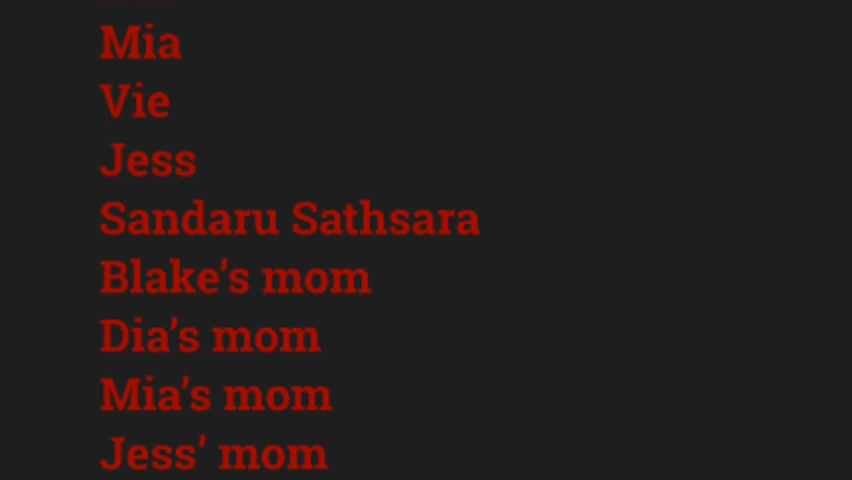 Mia
Vie
Jess
Sandaru Sathsara
Blake’s mom
Dia’s mom
Mia’s mom
Jess’ mom